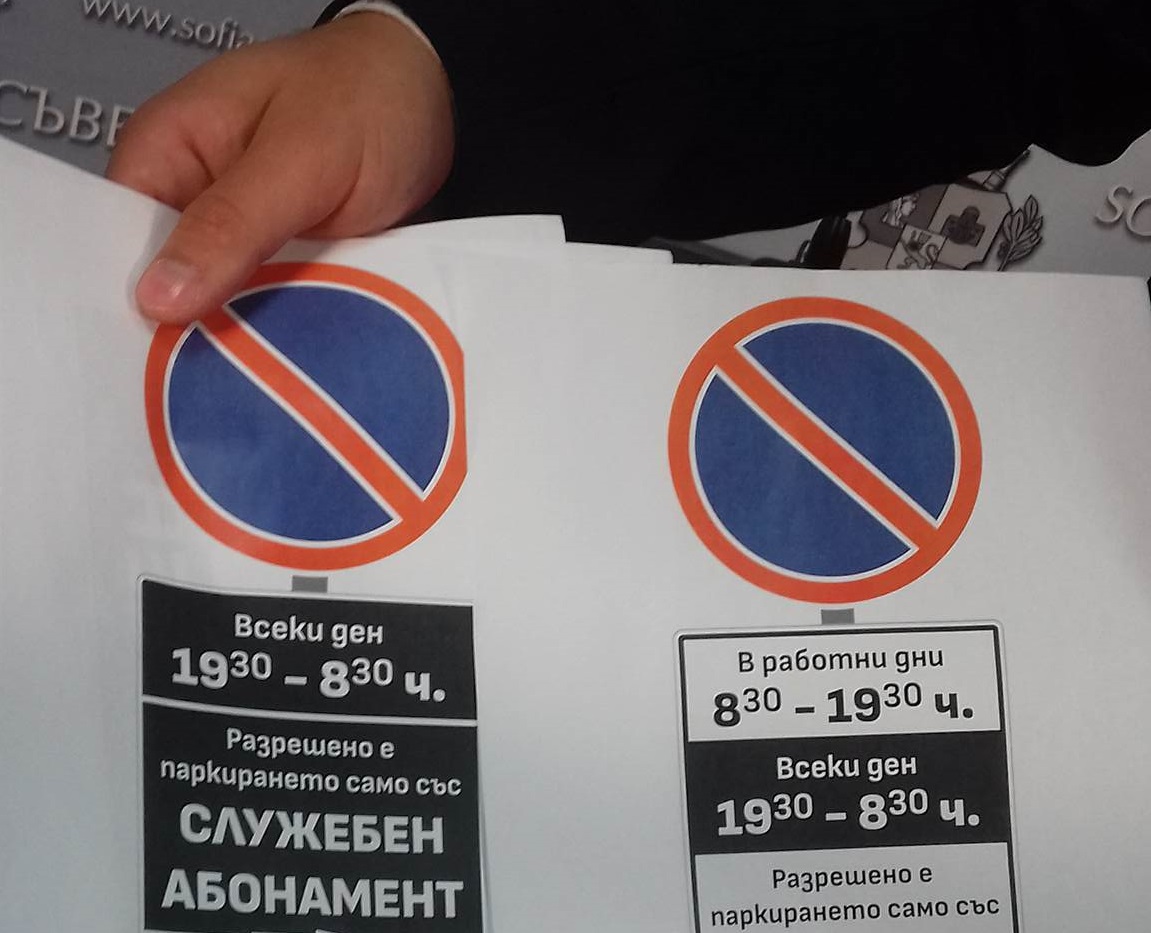 www.sofia
СЪВЕ
Всеки ден
19³⁰ – 8³⁰ ч.
Разрешено е
паркирането само със
СЛУЖЕБЕН
АБОНАМЕНТ
В работни дни
8³⁰ – 19³⁰ ч.
Всеки ден
19³⁰ – 8³⁰ ч.
Разрешено е
паркирането само със